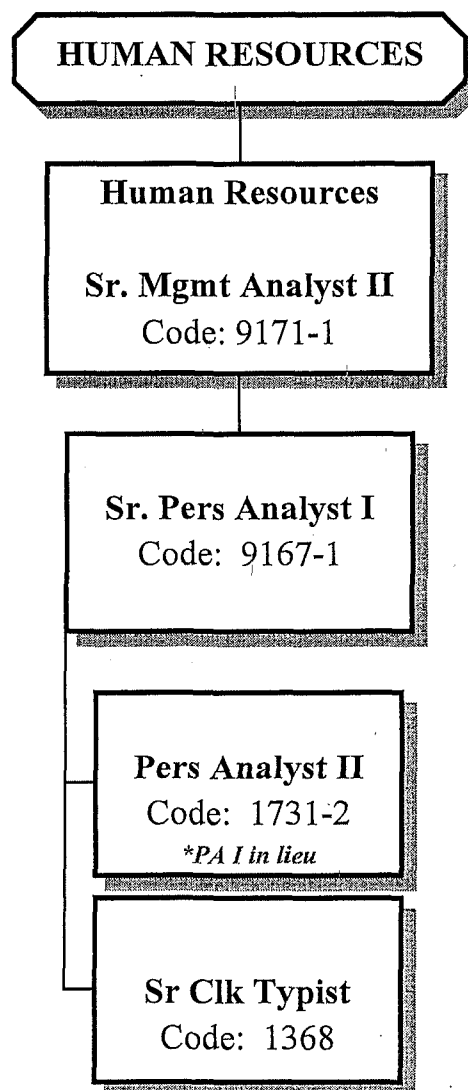 HUMAN RESOURCES
Human Resources
Sr. Mgmt Analyst II
Code: 9171-1
Sr. Pers Analyst I
Code: 9167-1
Pers Analyst II
Code: 1731-2
*PA I in lieu
Sr Clk Typist
Code: 1368